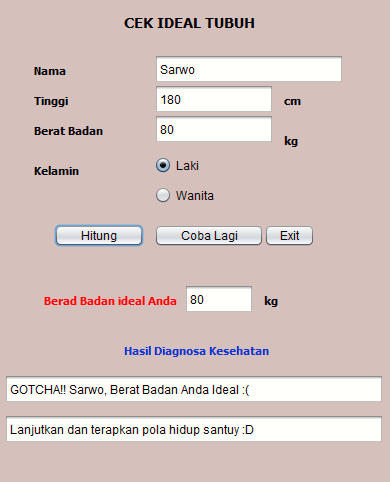 CEK IDEAL TUBUH
Nama Sarwo
Tinggi 180 cm
Berat Badan 80 kg
Kelamin Laki
Wanita
Hitung Coba Lagi Exit
Berad Badan ideal Anda 80 kg
Hasil Diagnosa Kesehatan
GOTCHA!! Sarwo, Berat Badan Anda Ideal :(
Lanjutkan dan terapkan pola hidup santuy :D